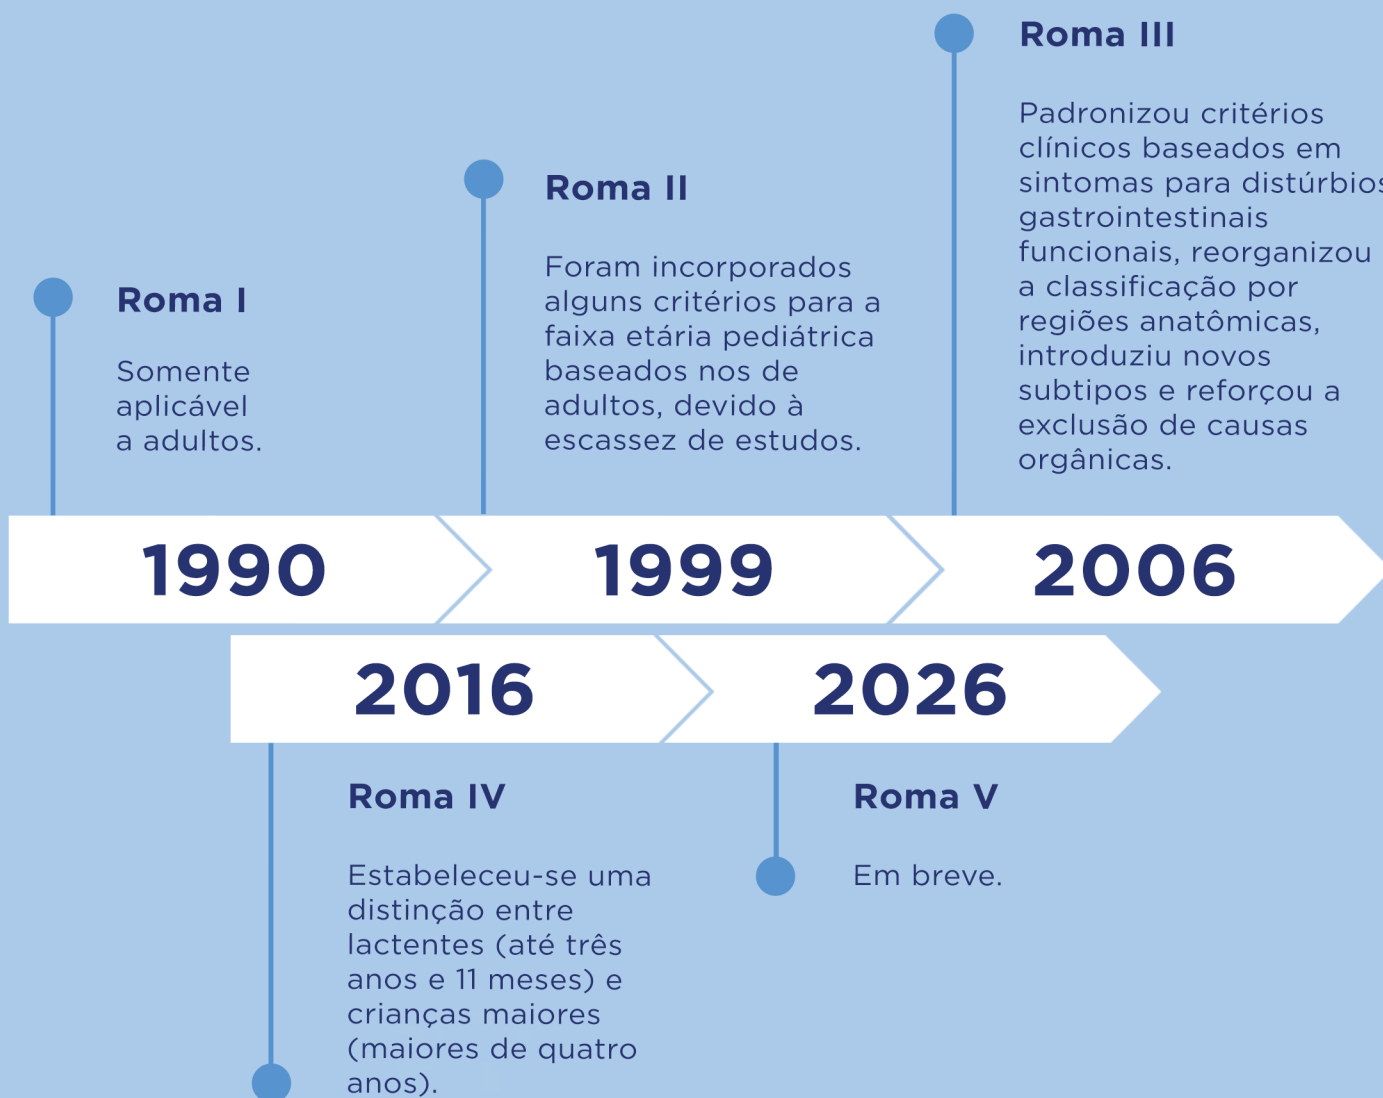 Roma III
Padronizou critérios
clínicos baseados em
sintomas para distúrbios
gastrointestinais
funcionais, reorganizou
a classificação por
regiões anatômicas,
introduziu novos
subtipos e reforçou a
exclusão de causas
orgânicas.
Roma II
Foram incorporados
alguns critérios para a
faixa etária pediátrica
baseados nos de
adultos, devido à
escassez de estudos.
Roma I
Somente
aplicável
a adultos.
1990
1999
2006
2016
2026
Roma IV
Estabeleceu-se uma
distinção entre
lactentes (até três
anos e 11 meses) e
crianças maiores
(maiores de quatro
anos).
Roma V
Em breve.